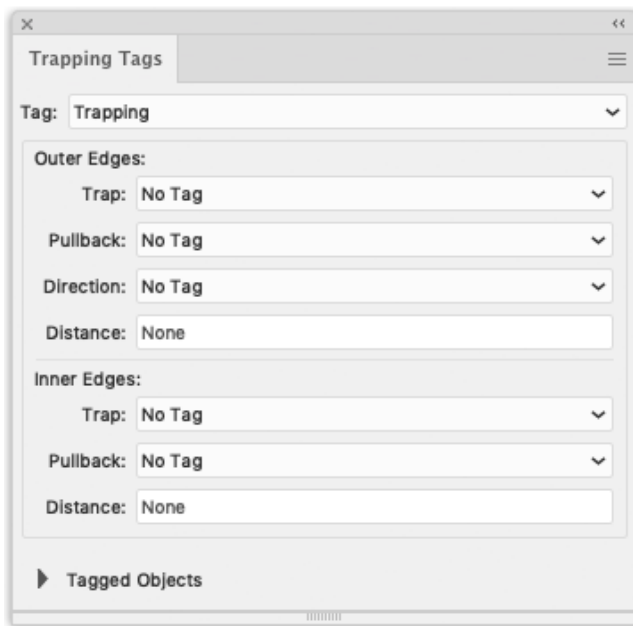 Trapping Tags
Tag: Trapping
Outer Edges:
Trap: No Tag
Pullback: No Tag
Direction: No Tag
Distance: None
Inner Edges:
Trap: No Tag
Pullback: No Tag
Distance: None
Tagged Objects